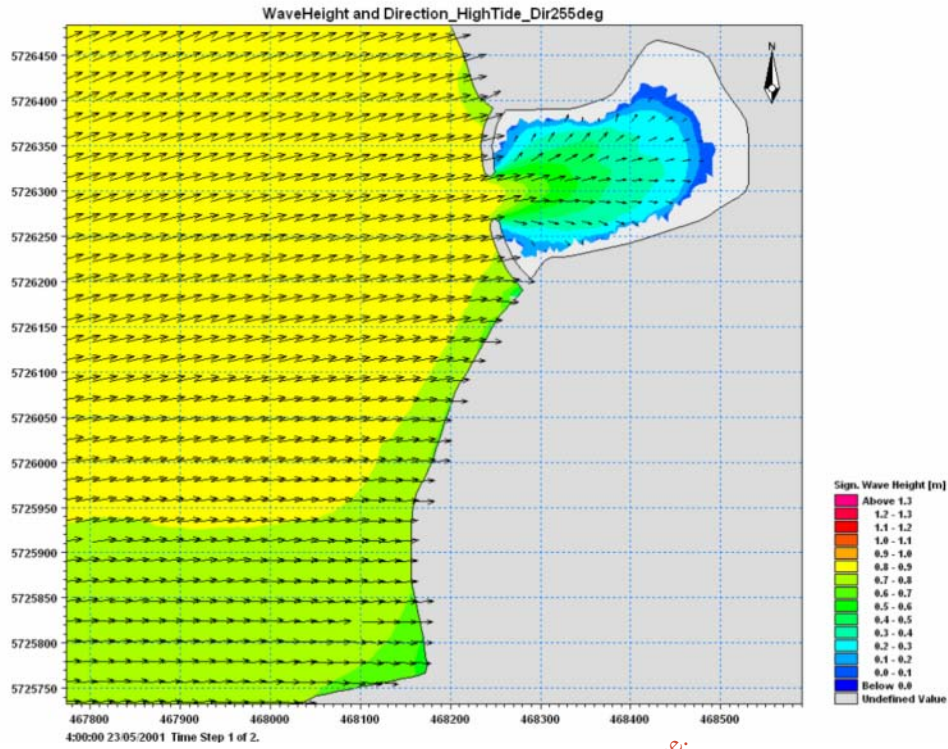 WaveHeight and Direction_HighTide_Dir255deg
N
5726450
5726400
5726350
5726300
5726250
5726200
5726150
5726100
5726050
5726000
5725950
5725900
5725850
5725800
5725750
467800 467900 468000 468100 468200 468300 468400 468500
4:00:00 23/05/2001 Time Step 1 of 2.
Sign. Wave Height [m]
Above 1.3
1.2 - 1.3
1.1 - 1.2
1.0 - 1.1
0.9 - 1.0
0.8 - 0.9
0.7 - 0.8
0.6 - 0.7
0.5 - 0.6
0.4 - 0.5
0.3 - 0.4
0.2 - 0.3
0.1 - 0.2
0.0 - 0.1
Below 0.0
Undefined Value